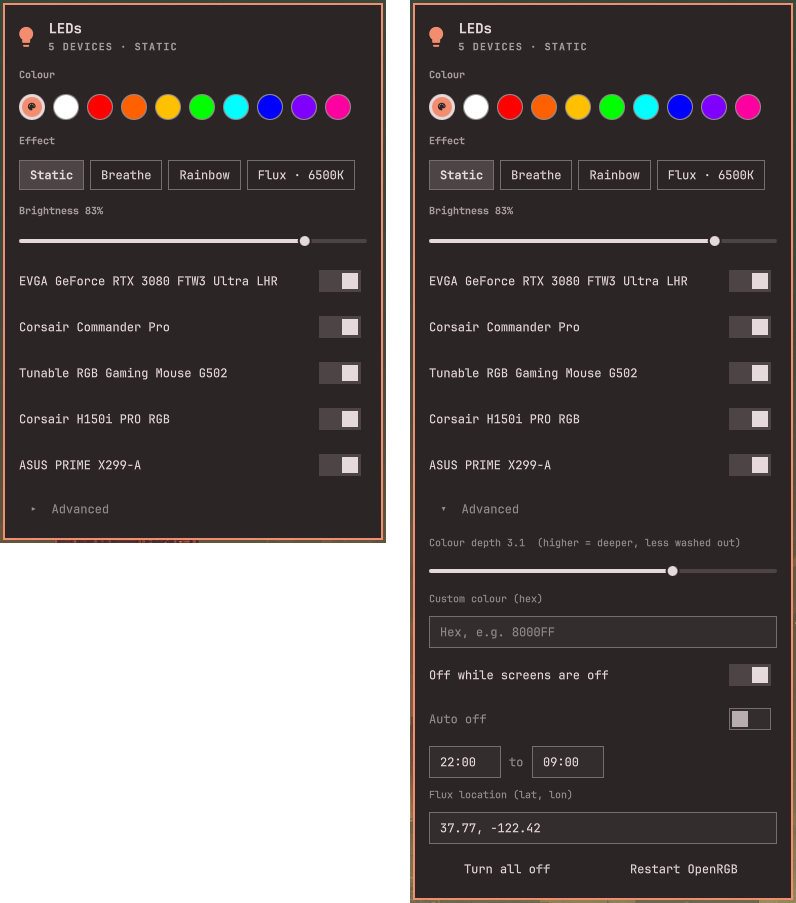 LEDs
5 DEVICES · STATIC
Colour
Effect
Static Breathe Rainbow Flux · 6500K
Brightness 83%
EVGA GeForce RTX 3080 FTW3 Ultra LHR
Corsair Commander Pro
Tunable RGB Gaming Mouse G502
Corsair H150i PRO RGB
ASUS PRIME X299-A
▸ Advanced
LEDs
5 DEVICES · STATIC
Colour
Effect
Static Breathe Rainbow Flux · 6500K
Brightness 83%
EVGA GeForce RTX 3080 FTW3 Ultra LHR
Corsair Commander Pro
Tunable RGB Gaming Mouse G502
Corsair H150i PRO RGB
ASUS PRIME X299-A
▾ Advanced
Colour depth 3.1 (higher = deeper, less washed out)
Custom colour (hex)
Hex, e.g. 8000FF
Off while screens are off
Auto off
22:00 to 09:00
Flux location (lat, lon)
37.77, -122.42
Turn all off Restart OpenRGB